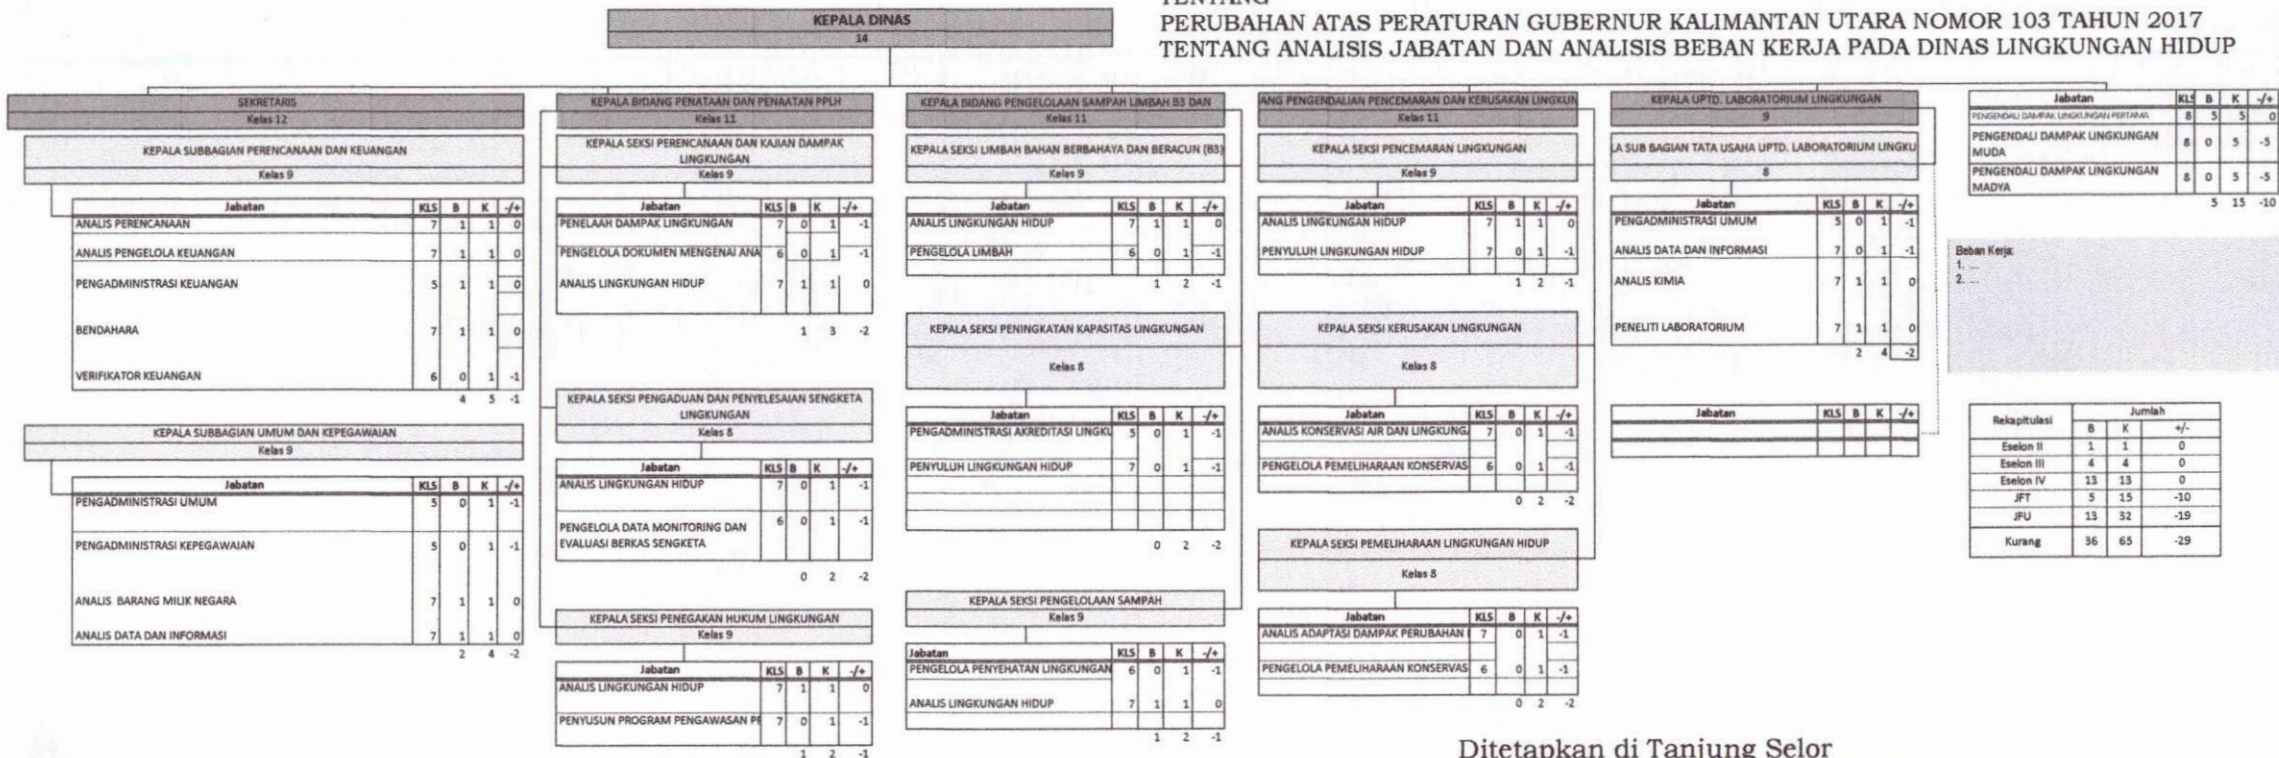 TENTANG
PERUBAHAN ATAS PERATURAN GUBERNUR KALIMANTAN UTARA NOMOR 103 TAHUN 2017
TENTANG ANALISIS JABATAN DAN ANALISIS BEBAN KERJA PADA DINAS LINGKUNGAN HIDUP
KEPALA DINAS
14
SEKRETARIS
Kelas 12
KEPALA SUBBAGIAN PERENCANAAN DAN KEUANGAN
Kelas 9
Jabatan KLS B K -/+
ANALIS PERENCANAAN 7 1 1 0
ANALIS PENGELOLA KEUANGAN 7 1 1 0
PENGADMINISTRASI KEUANGAN 5 1 1 0
BENDAHARA 7 1 1 0
VERIFIKATOR KEUANGAN 6 0 1 -1
4 5 -1
KEPALA SUBBAGIAN UMUM DAN KEPEGAWAIAN
Kelas 9
Jabatan KLS B K -/+
PENGADMINISTRASI UMUM 5 0 1 -1
PENGADMINISTRASI KEPEGAWAIAN 5 0 1 -1
ANALIS BARANG MILIK NEGARA 7 1 1 0
ANALIS DATA DAN INFORMASI 7 1 1 0
2 4 -2
KEPALA BIDANG PENATAAN DAN PENAATAN PPLH
Kelas 11
KEPALA SEKSI PERENCANAAN DAN KAJIAN DAMPAK
LINGKUNGAN
Kelas 9
Jabatan KLS B K -/+
PENELAAH DAMPAK LINGKUNGAN 7 0 1 -1
PENGELOLA DOKUMEN MENGENAI ANA 6 0 1 -1
ANALIS LINGKUNGAN HIDUP 7 1 1 0
1 3 -2
KEPALA SEKSI PENGADUAN DAN PENYELESAIAN SENGKETA
LINGKUNGAN
Kelas 8
Jabatan KLS B K -/+
ANALIS LINGKUNGAN HIDUP 7 0 1 -1
PENGELOLA DATA MONITORING DAN 6 0 1 -1
EVALUASI BERKAS SENGKETA
0 2 -2
KEPALA SEKSI PENEGAKAN HUKUM LINGKUNGAN
Kelas 9
Jabatan KLS B K -/+
ANALIS LINGKUNGAN HIDUP 7 1 1 0
PENYUSUN PROGRAM PENGAWASAN PF 7 0 1 -1
1 2 -1
KEPALA BIDANG PENGELOLAAN SAMPAH LIMBAH B3 DAN
Kelas 11
KEPALA SEKSI LIMBAH BAHAN BERBAHAYA DAN BERACUN (B3)
Kelas 9
Jabatan KLS B K -/+
ANALIS LINGKUNGAN HIDUP 7 1 1 0
PENGELOLA LIMBAH 6 0 1 -1
1 2 -1
KEPALA SEKSI PENINGKATAN KAPASITAS LINGKUNGAN
Kelas 8
Jabatan KLS B K -/+
PENGADMINISTRASI AKREDITASI LINGKU 5 0 1 -1
PENYULUH LINGKUNGAN HIDUP 7 0 1 -1
0 2 -2
KEPALA SEKSI PENGELOLAAN SAMPAH
Kelas 9
Jabatan KLS B K -/+
PENGELOLA PENYEHATAN LINGKUNGAN 6 0 1 -1
ANALIS LINGKUNGAN HIDUP 7 1 1 0
1 2 -1
ANG PENGENDALIAN PENCEMARAN DAN KERUSAKAN LINGKUN
Kelas 11
KEPALA SEKSI PENCEMARAN LINGKUNGAN
Kelas 9
Jabatan KLS B K -/+
ANALIS LINGKUNGAN HIDUP 7 1 1 0
PENYULUH LINGKUNGAN HIDUP 7 0 1 -1
1 2 -1
KEPALA SEKSI KERUSAKAN LINGKUNGAN
Kelas 8
Jabatan KLS B K -/+
ANALIS KONSERVASI AIR DAN LINGKUNGA 7 0 1 -1
PENGELOLA PEMELIHARAAN KONSERVAS 6 0 1 -1
0 2 -2
KEPALA SEKSI PEMELIHARAAN LINGKUNGAN HIDUP
Kelas 8
Jabatan KLS B K -/+
ANALIS ADAPTASI DAMPAK PERUBAHAN 7 0 1 -1
PENGELOLA PEMELIHARAAN KONSERVAS 6 0 1 -1
0 2 -2
KEPALA UPTD. LABORATORIUM LINGKUNGAN
9
LA SUB BAGIAN TATA USAHA UPTD. LABORATORIUM LINGKU
8
Jabatan KLS B K -/+
PENGADMINISTRASI UMUM 5 0 1 -1
ANALIS DATA DAN INFORMASI 7 0 1 -1
ANALIS KIMIA 7 1 1 0
PENELITI LABORATORIUM 7 1 1 0
2 4 -2
Jabatan KLS B K -/+
Jabatan KLS B K -/+
PENGENDALI DAMPAK LINGKUNGAN PERTAMA 8 5 5 0
PENGENDALI DAMPAK LINGKUNGAN
MUDA 8 0 5 -5
PENGENDALI DAMPAK LINGKUNGAN
MADYA 8 0 5 -5
5 15 -10
Beban Kerja:
1. ...
2. ...
Rekapitulasi Jumlah
B K +/-
Eselon II 1 1 0
Eselon III 4 4 0
Eselon IV 13 13 0
JFT 5 15 -10
JFU 13 32 -19
Kurang 36 65 -29
Ditetapkan di Tanjung Selor